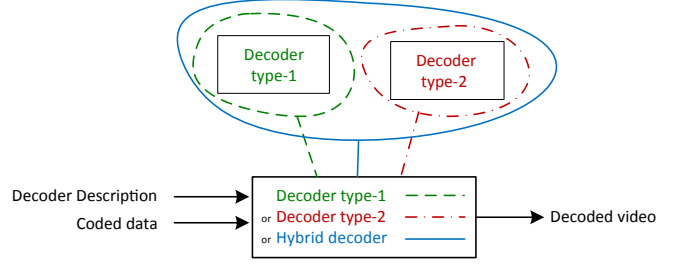 Decoder
type-1
Decoder
type-2
Decoder Description
Coded data
Decoder type-1
or Decoder type-2
or Hybrid decoder
Decoded video